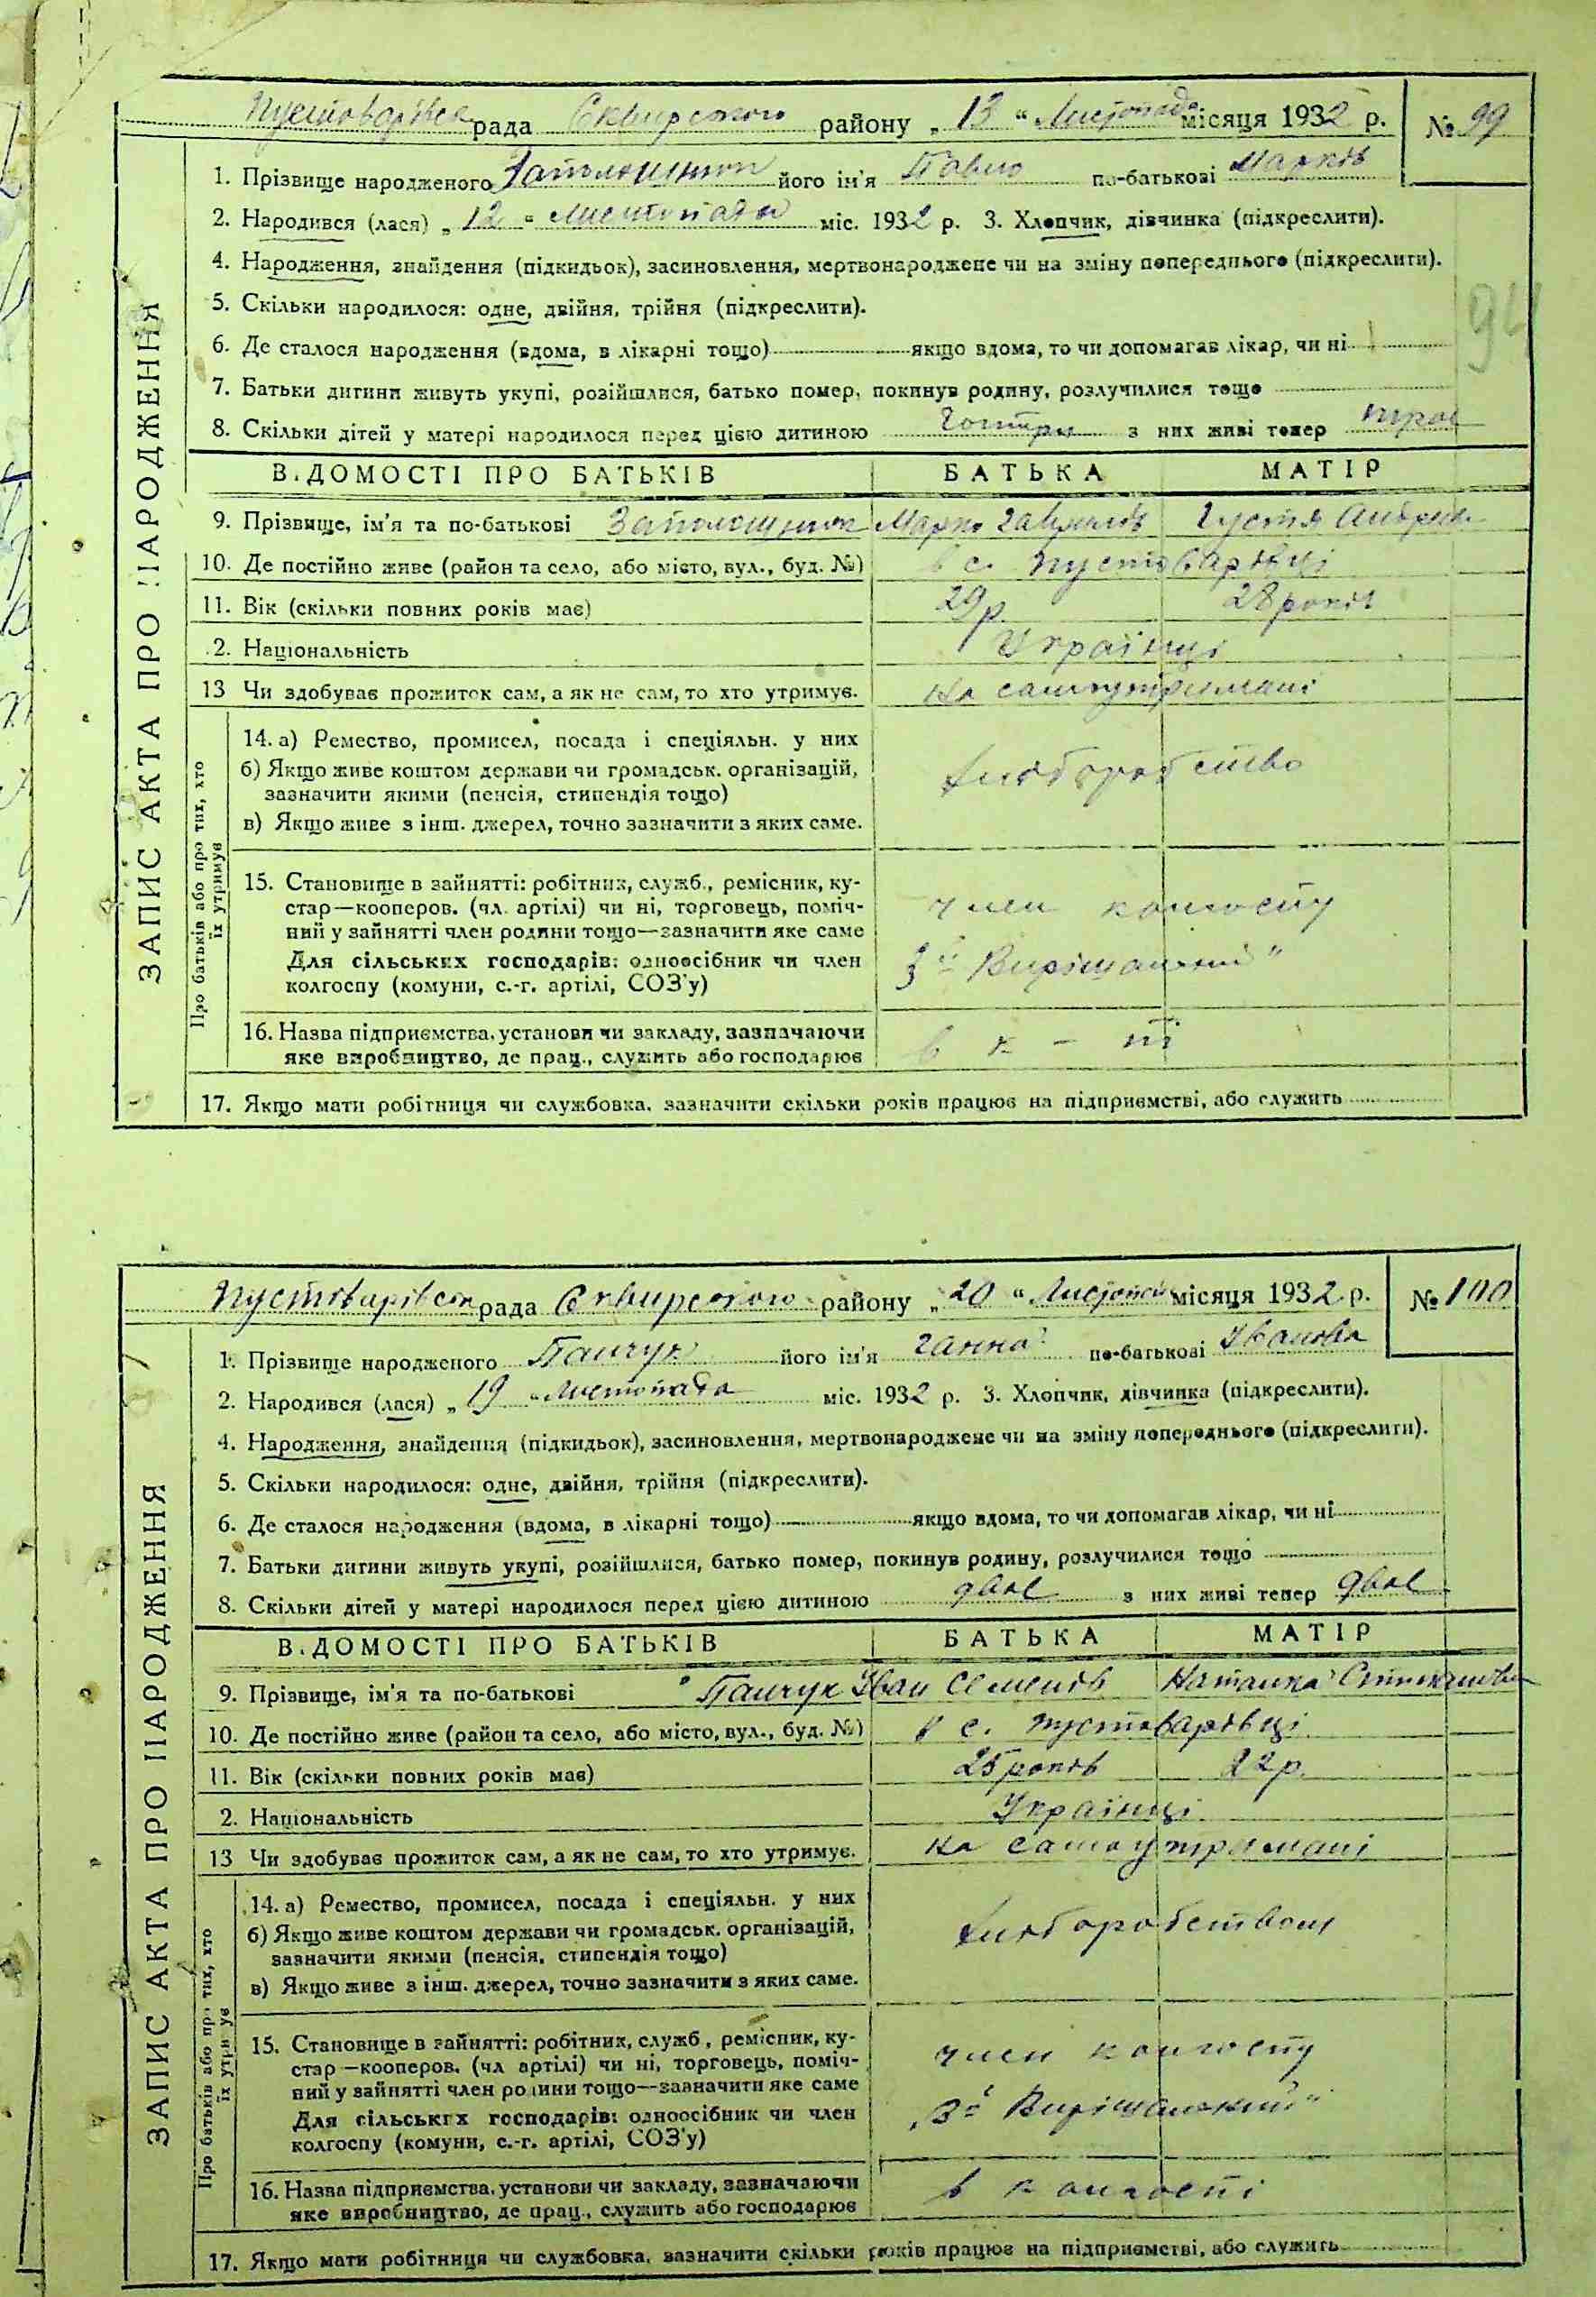 Пустоварівська рада Сквирського району „13“ Листопада місяця 1932 р. № 99
1. Прізвище народженого його ім'я Павло по-батькові Марків
2. Народився (лася) „12“ Листопада міс. 1932 р. 3. Хлопчик, дівчинка (підкреслити).
4. Народження, знайдення (підкидьок), засиновлення, мертвонароджене чи на зміну попереднього (підкреслити).
94
5. Скільки народилося: одне, двійня, трійня (підкреслити).
6. Де сталося народження (вдома, в лікарні тощо) якщо вдома, то чи допомагав лікар, чи ні
7. Батьки дитини живуть укупі, розійшлися, батько помер, покинув родину, розлучилися тощо
8. Скільки дітей у матері народилося перед цією дитиною з них живі тепер троє
В.ДОМОСТІ ПРО БАТЬКІВ БАТЬКА МАТІР
9. Прізвище, ім'я та по-батькові Марко
10. Де постійно живе (район та село, або місто, вул., буд. №) в с. Пустоварівці
11. Вік (скільки повних років має) 29 р 28 років
2. Національність Українці
13 Чи здобуває прожиток сам, а як не сам, то хто утримує. на самоутримані
14. а) Ремество, промисел, посада і спеціяльн. у них
б) Якщо живе коштом держави чи громадськ. організацій, хліборобство
зазначити якими (пенсія, стипендія тощо)
в) Якщо живе з інш. джерел, точно зазначити з яких саме.
15. Становище в зайнятті: робітник, служб., ремісник, ку-
стар—кооперов. (чл. артілі) чи ні, торговець, поміч- член колгоспу
ний у зайнятті член родини тощо—зазначити яке саме
Для сільських господарів: одноосібник чи член 3й Вирішальний"
колгоспу (комуни, с.-г. артілі, СОЗ'у)
16. Назва підприємства, установи чи закладу, зазначаючи в к - ті
яке виробництво, де прац., служить або господарює
17. Якщо мати робітниця чи службовка, зазначити скільки років працює на підприємстві, або служить
ЗАПИС АКТА ПРО НАРОДЖЕННЯ
Про батьків або про тих, хто їх утримує
Пустоварівська рада Сквирського району „20“ Листопада місяця 1932 р. № 100
1. Прізвище народженого Панчук його ім'я Ганна по-батькові Іванова
2. Народився (лася) „19“ Листопада міс. 1932 р. 3. Хлопчик, дівчинка (підкреслити).
4. Народження, знайдення (підкидьок), засиновлення, мертвонароджене чи на зміну попереднього (підкреслити).
5. Скільки народилося: одне, двійня, трійня (підкреслити).
6. Де сталося народження (вдома, в лікарні тощо) якщо вдома, то чи допомагав лікар, чи ні
7. Батьки дитини живуть укупі, розійшлися, батько помер, покинув родину, розлучилися тощо
8. Скільки дітей у матері народилося перед цією дитиною двоє з них живі тепер двоє
В.ДОМОСТІ ПРО БАТЬКІВ БАТЬКА МАТІР
9. Прізвище, ім'я та по-батькові Панчук Іван Семенів Наталка
10. Де постійно живе (район та село, або місто, вул., буд. №) в с. Пустоварівці
11. Вік (скільки повних років має) 25 років 22 р.
2. Національність Українці
13 Чи здобуває прожиток сам, а як не сам, то хто утримує. на самоутримані
14. а) Ремество, промисел, посада і спеціяльн. у них
б) Якщо живе коштом держави чи громадськ. організацій, хліборобством
зазначити якими (пенсія, стипендія тощо)
в) Якщо живе з інш. джерел, точно зазначити з яких саме.
15. Становище в зайнятті: робітник, служб., ремісник, ку-
стар—кооперов. (чл артілі) чи ні, торговець, поміч- член колгоспу
ний у зайнятті член родини тощо—зазначити яке саме
Для сільських господарів: одноосібник чи член „3й Вирішальний"
колгоспу (комуни, с.-г. артілі, СОЗ'у)
16. Назва підприємства, установи чи закладу, зазначаючи в колгоспі
яке виробництво, де прац., служить або господарює
17. Якщо мати робітниця чи службовка, зазначити скільки років працює на підприємстві, або служить
ЗАПИС АКТА ПРО НАРОДЖЕННЯ
Про батьків або про тих, хто їх утримує